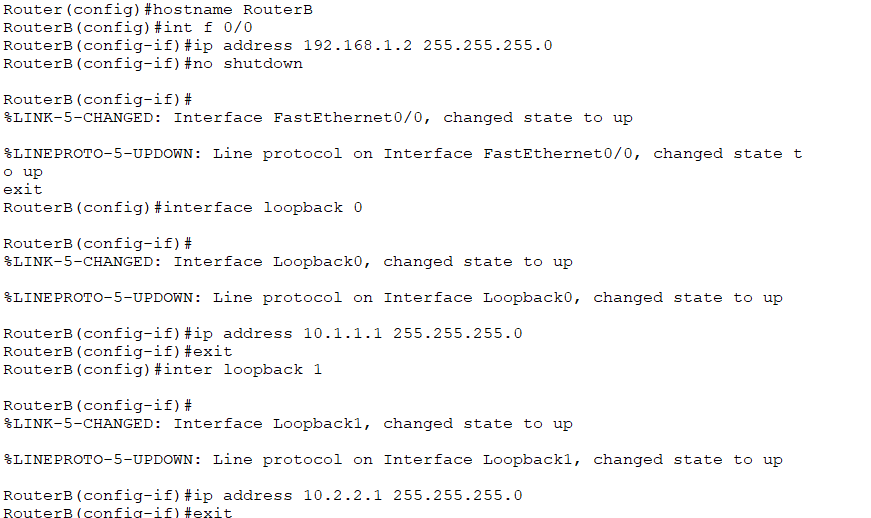 Router(config)#hostname RouterB
RouterB(config)#int f 0/0
RouterB(config-if)#ip address 192.168.1.2 255.255.255.0
RouterB(config-if)#no shutdown
RouterB(config-if)#
%LINK-5-CHANGED: Interface FastEthernet0/0, changed state to up
%LINEPROTO-5-UPDOWN: Line protocol on Interface FastEthernet0/0, changed state t
o up
exit
RouterB(config)#interface loopback 0
RouterB(config-if)#
%LINK-5-CHANGED: Interface Loopback0, changed state to up
%LINEPROTO-5-UPDOWN: Line protocol on Interface Loopback0, changed state to up
RouterB(config-if)#ip address 10.1.1.1 255.255.255.0
RouterB(config-if)#exit
RouterB(config)#inter loopback 1
RouterB(config-if)#
%LINK-5-CHANGED: Interface Loopback1, changed state to up
%LINEPROTO-5-UPDOWN: Line protocol on Interface Loopback1, changed state to up
RouterB(config-if)#ip address 10.2.2.1 255.255.255.0
RouterB(config-if)#exit